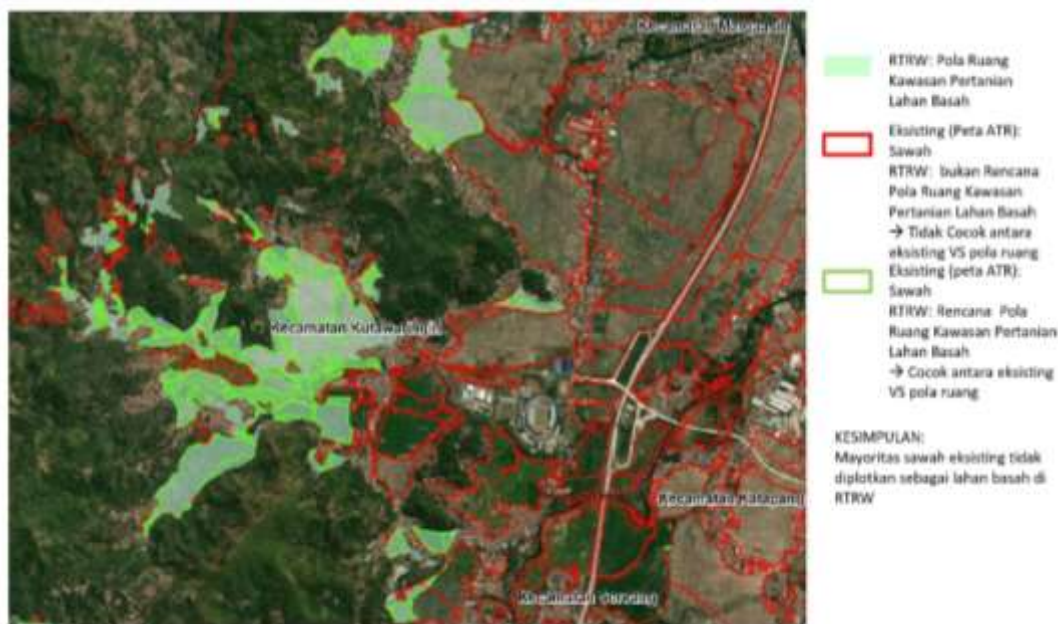 Kecamatan Margaasih
Kecamatan Kutawaringin
Kecamatan Katapang
Kecamatan Soreang
RTRW: Pola Ruang
Kawasan Pertanian
Lahan Basah
Eksisting (Peta ATR):
Sawah
RTRW: bukan Rencana
Pola Ruang Kawasan
Pertanian Lahan Basah
→ Tidak Cocok antara
eksisting VS pola ruang
Eksisting (peta ATR):
Sawah
RTRW: Rencana Pola
Ruang Kawasan Pertanian
Lahan Basah
→ Cocok antara eksisting
VS pola ruang
KESIMPULAN:
Mayoritas sawah eksisting tidak
diplotkan sebagai lahan basah di
RTRW